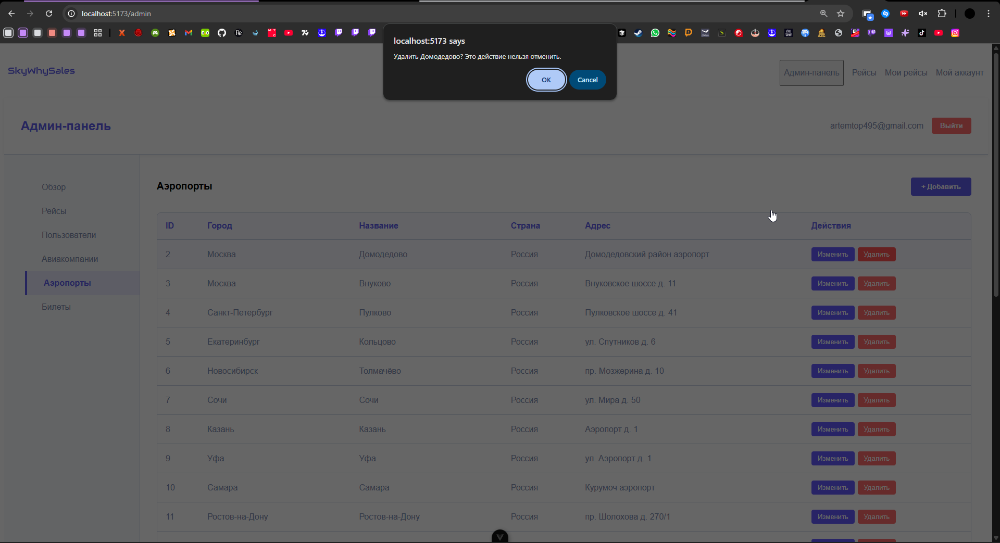 localhost:5173/admin
localhost:5173 says
Удалить Домодедово? Это действие нельзя отменить.
OK Cancel
SkyWhySales
Админ-панель Рейсы Мои рейсы Мой аккаунт
Админ-панель
artemtop495@gmail.com Выйти
Обзор
Рейсы
Пользователи
Авиакомпании
Аэропорты
Билеты
Аэропорты
+ Добавить
ID Город Название Страна Адрес Действия
2 Москва Домодедово Россия Домодедовский район аэропорт Изменить Удалить
3 Москва Внуково Россия Внуковское шоссе д. 11 Изменить Удалить
4 Санкт-Петербург Пулково Россия Пулковское шоссе д. 41 Изменить Удалить
5 Екатеринбург Кольцово Россия ул. Спутников д. 6 Изменить Удалить
6 Новосибирск Толмачёво Россия пр. Мозжерина д. 10 Изменить Удалить
7 Сочи Сочи Россия ул. Мира д. 50 Изменить Удалить
8 Казань Казань Россия Аэропорт д. 1 Изменить Удалить
9 Уфа Уфа Россия ул. Аэропорт д. 1 Изменить Удалить
10 Самара Самара Россия Курумоч аэропорт Изменить Удалить
11 Ростов-на-Дону Ростов-на-Дону Россия пр. Шолохова д. 270/1 Изменить Удалить